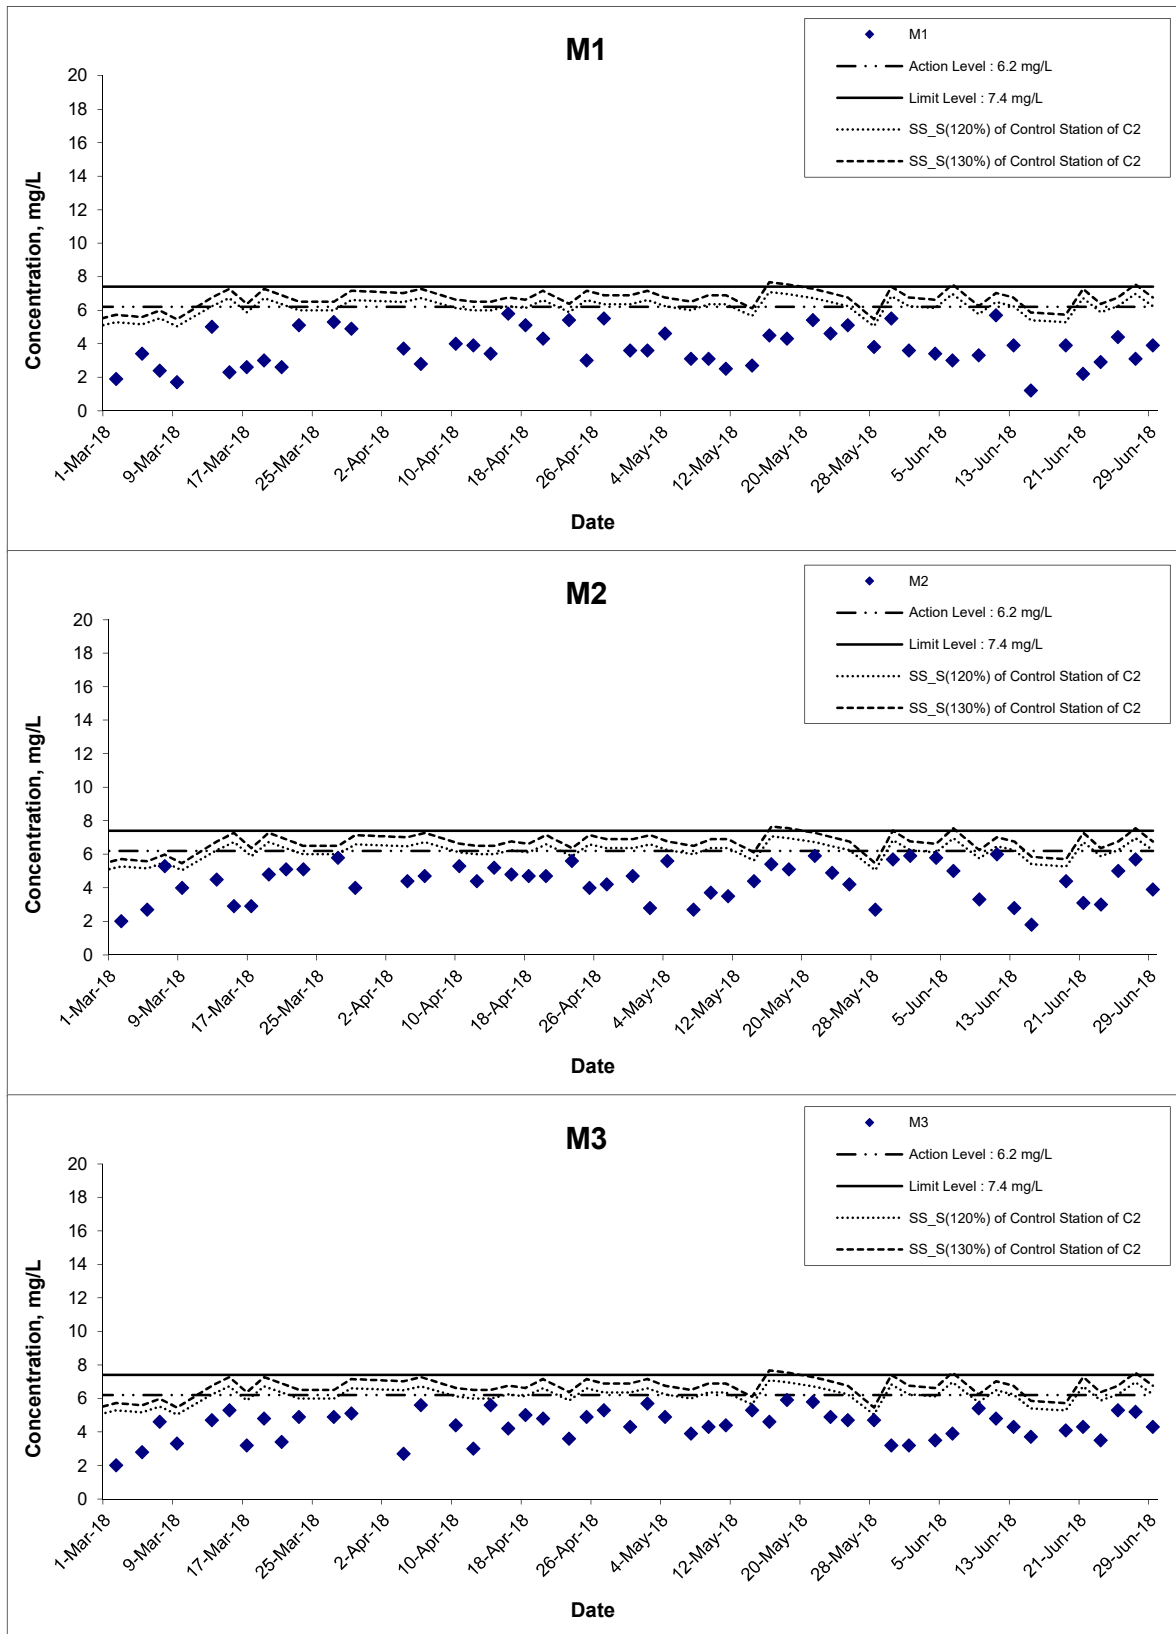 M1
M1
Action Level : 6.2 mg/L
Limit Level : 7.4 mg/L
SS_S(120%) of Control Station of C2
SS_S(130%) of Control Station of C2
Concentration, mg/L
20
18
16
14
12
10
8
6
4
2
0
1-Mar-18
9-Mar-18
17-Mar-18
25-Mar-18
2-Apr-18
10-Apr-18
18-Apr-18
26-Apr-18
4-May-18
12-May-18
20-May-18
28-May-18
5-Jun-18
13-Jun-18
21-Jun-18
29-Jun-18
Date
M2
M2
Action Level : 6.2 mg/L
Limit Level : 7.4 mg/L
SS_S(120%) of Control Station of C2
SS_S(130%) of Control Station of C2
Concentration, mg/L
20
18
16
14
12
10
8
6
4
2
0
1-Mar-18
9-Mar-18
17-Mar-18
25-Mar-18
2-Apr-18
10-Apr-18
18-Apr-18
26-Apr-18
4-May-18
12-May-18
20-May-18
28-May-18
5-Jun-18
13-Jun-18
21-Jun-18
29-Jun-18
Date
M3
M3
Action Level : 6.2 mg/L
Limit Level : 7.4 mg/L
SS_S(120%) of Control Station of C2
SS_S(130%) of Control Station of C2
Concentration, mg/L
20
18
16
14
12
10
8
6
4
2
0
1-Mar-18
9-Mar-18
17-Mar-18
25-Mar-18
2-Apr-18
10-Apr-18
18-Apr-18
26-Apr-18
4-May-18
12-May-18
20-May-18
28-May-18
5-Jun-18
13-Jun-18
21-Jun-18
29-Jun-18
Date